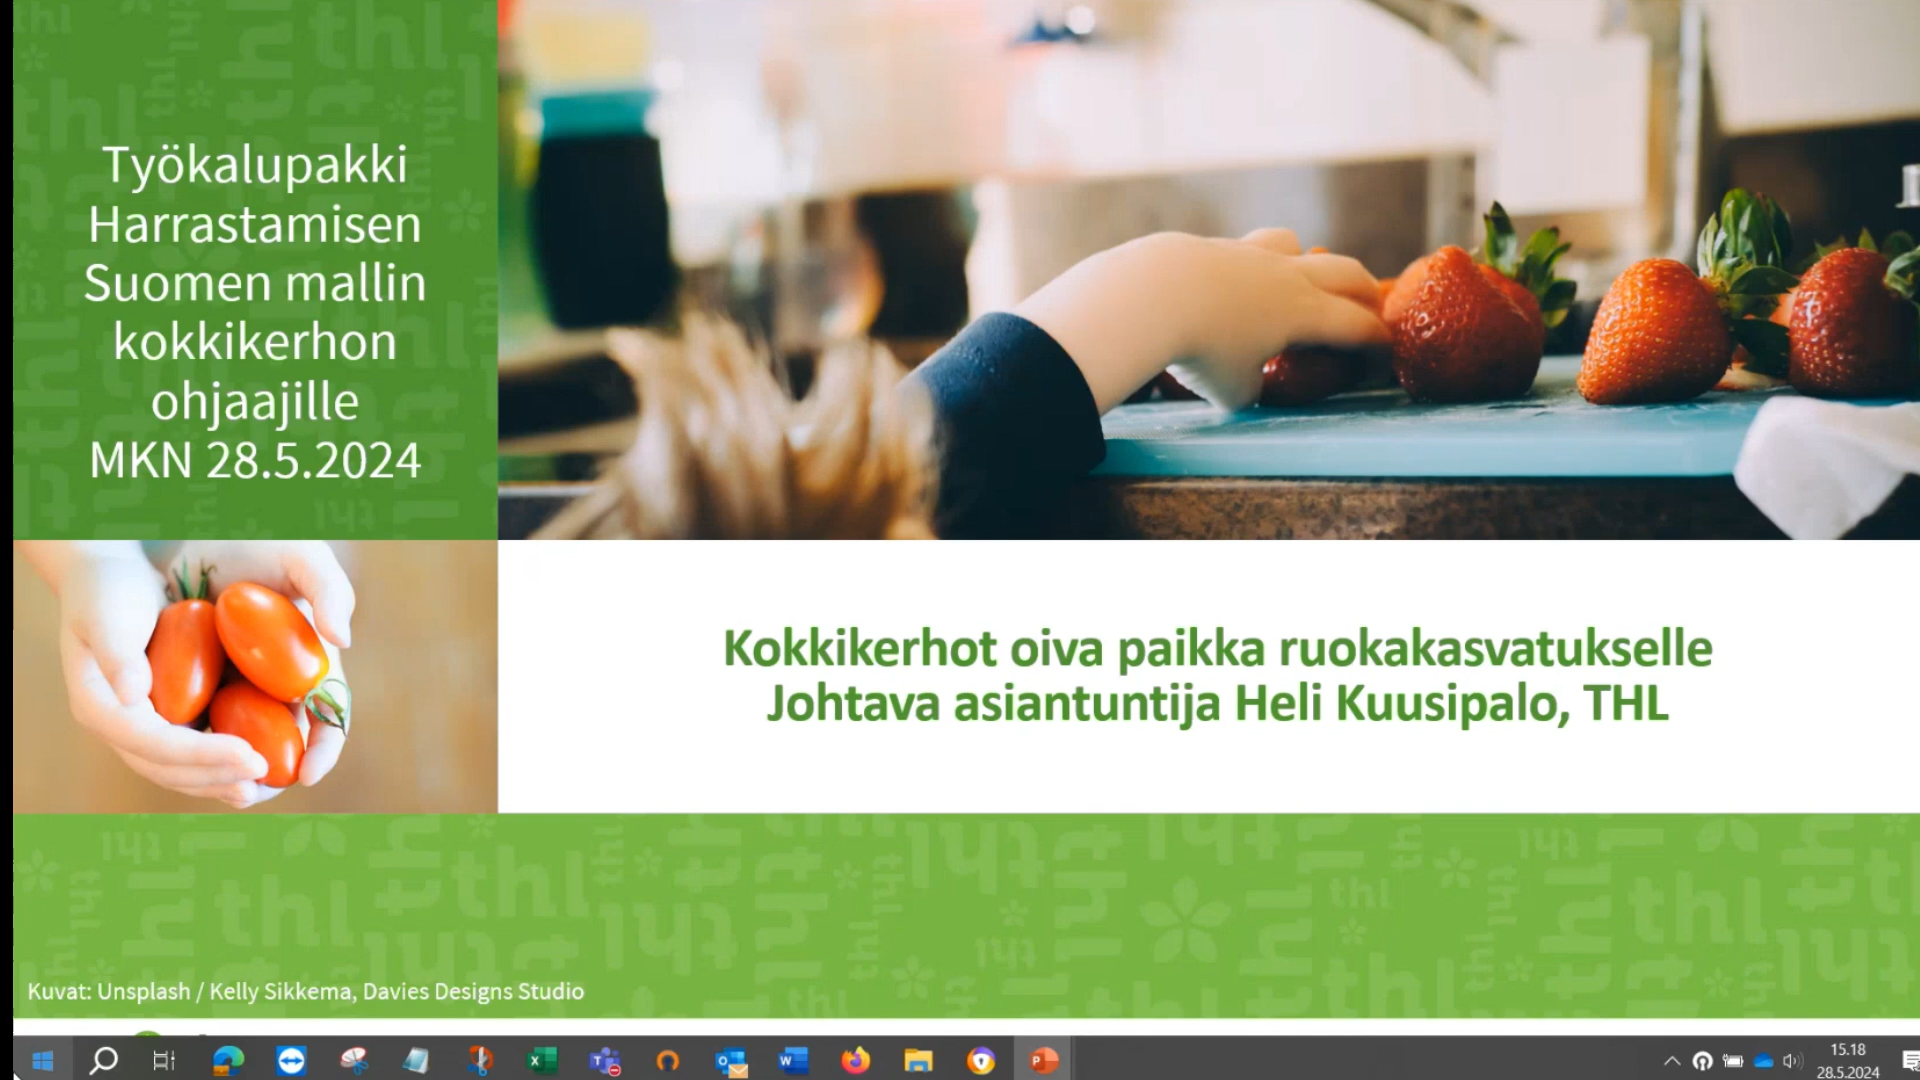 Työkalupakki
Harrastamisen
Suomen mallin
kokkikerhon
ohjaajille
MKN 28.5.2024
Kokkikerhot oiva paikka ruokakasvatukselle
Johtava asiantuntija Heli Kuusipalo, THL
Kuvat: Unsplash / Kelly Sikkema, Davies Designs Studio
15.18
28.5.2024